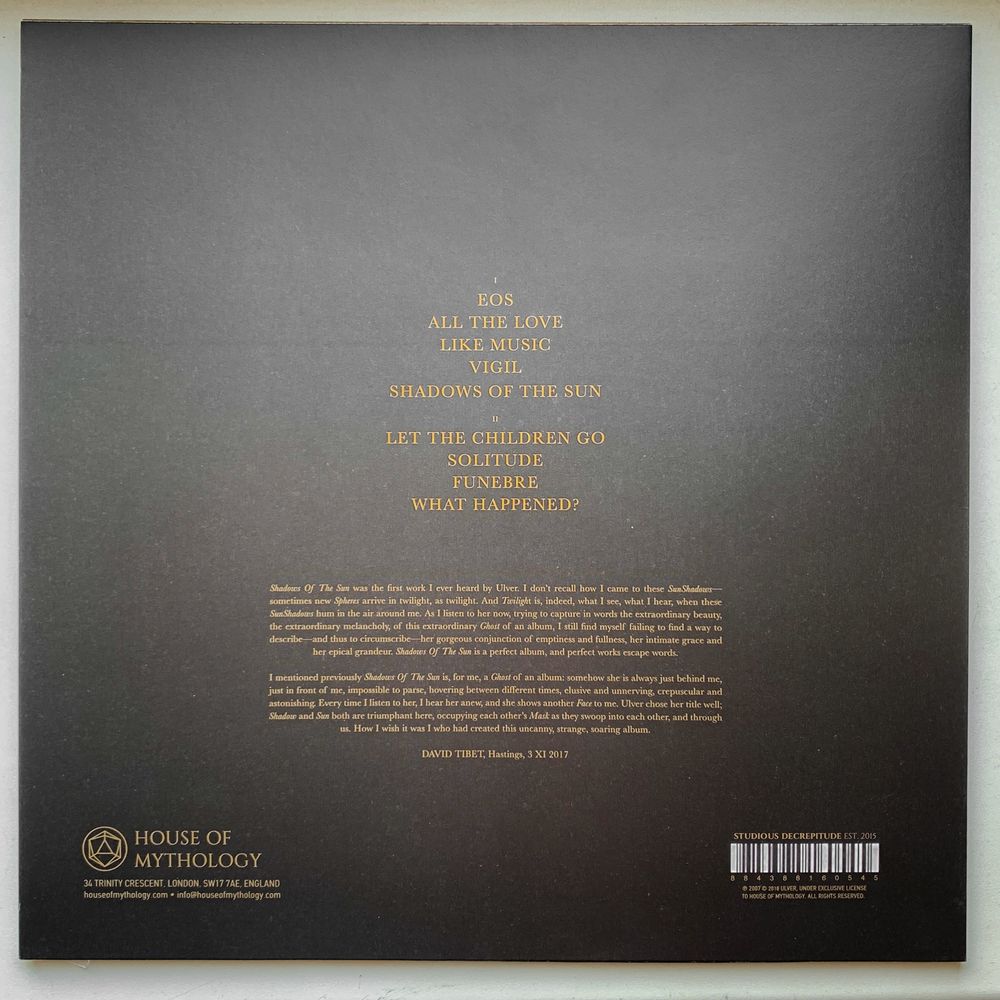 I
EOS
ALL THE LOVE
LIKE MUSIC
VIGIL
SHADOWS OF THE SUN
II
LET THE CHILDREN GO
SOLITUDE
FUNEBRE
WHAT HAPPENED?
Shadows Of The Sun was the first work I ever heard by Ulver. I don't recall how I came to these SunShadows—
sometimes new Spheres arrive in twilight, as twilight. And Twilight is, indeed, what I see, what I hear, when these
SunShadows hum in the air around me. As I listen to her now, trying to capture in words the extraordinary beauty,
the extraordinary melancholy, of this extraordinary Ghost of an album, I still find myself failing to find a way to
describe—and thus to circumscribe—her gorgeous conjunction of emptiness and fullness, her intimate grace and
her epical grandeur. Shadows Of The Sun is a perfect album, and perfect works escape words.
I mentioned previously Shadows Of The Sun is, for me, a Ghost of an album: somehow she is always just behind me,
just in front of me, impossible to parse, hovering between different times, elusive and unnerving, crepuscular and
astonishing. Every time I listen to her, I hear her anew, and she shows another Face to me. Ulver chose her title well;
Shadow and Sun both are triumphant here, occupying each other's Mask as they swoop into each other, and through
us. How I wish it was I who had created this uncanny, strange, soaring album.
DAVID TIBET, Hastings, 3 XI 2017
HOUSE OF
MYTHOLOGY
34 TRINITY CRESCENT, LONDON, SW17 7AE, ENGLAND
houseofmythology.com • info@houseofmythology.com
STUDIOUS DECREPITUDE EST. 2015
884388160545
℗ 2007 © 2018 ULVER, UNDER EXCLUSIVE LICENSE
TO HOUSE OF MYTHOLOGY. ALL RIGHTS RESERVED.